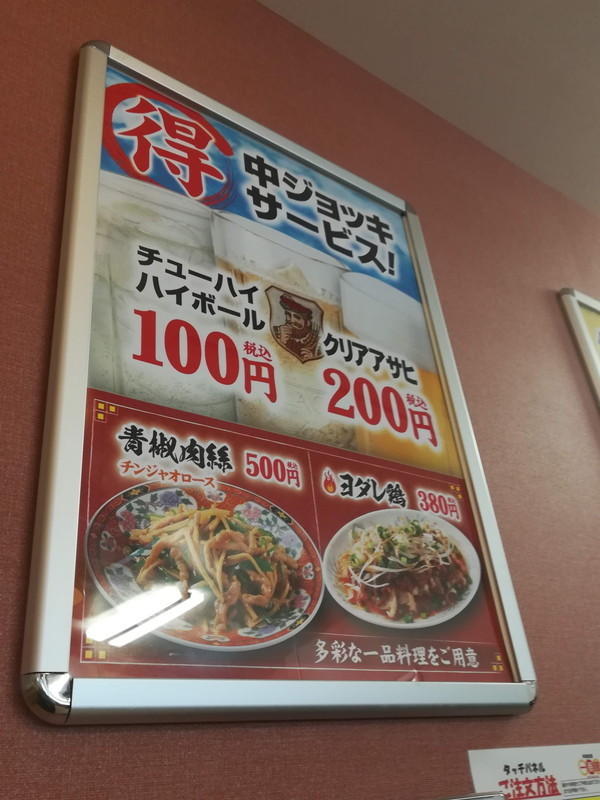 得
中ジョッキ
サービス!
チューハイ
ハイボール
100円
税込
クリアアサヒ
200円
税込
青椒肉絲
チンジャオロース
500円
税込
ヨダレ鶏
380円
税込
多彩な一品料理をご用意
タッチパネル
ご注文方法